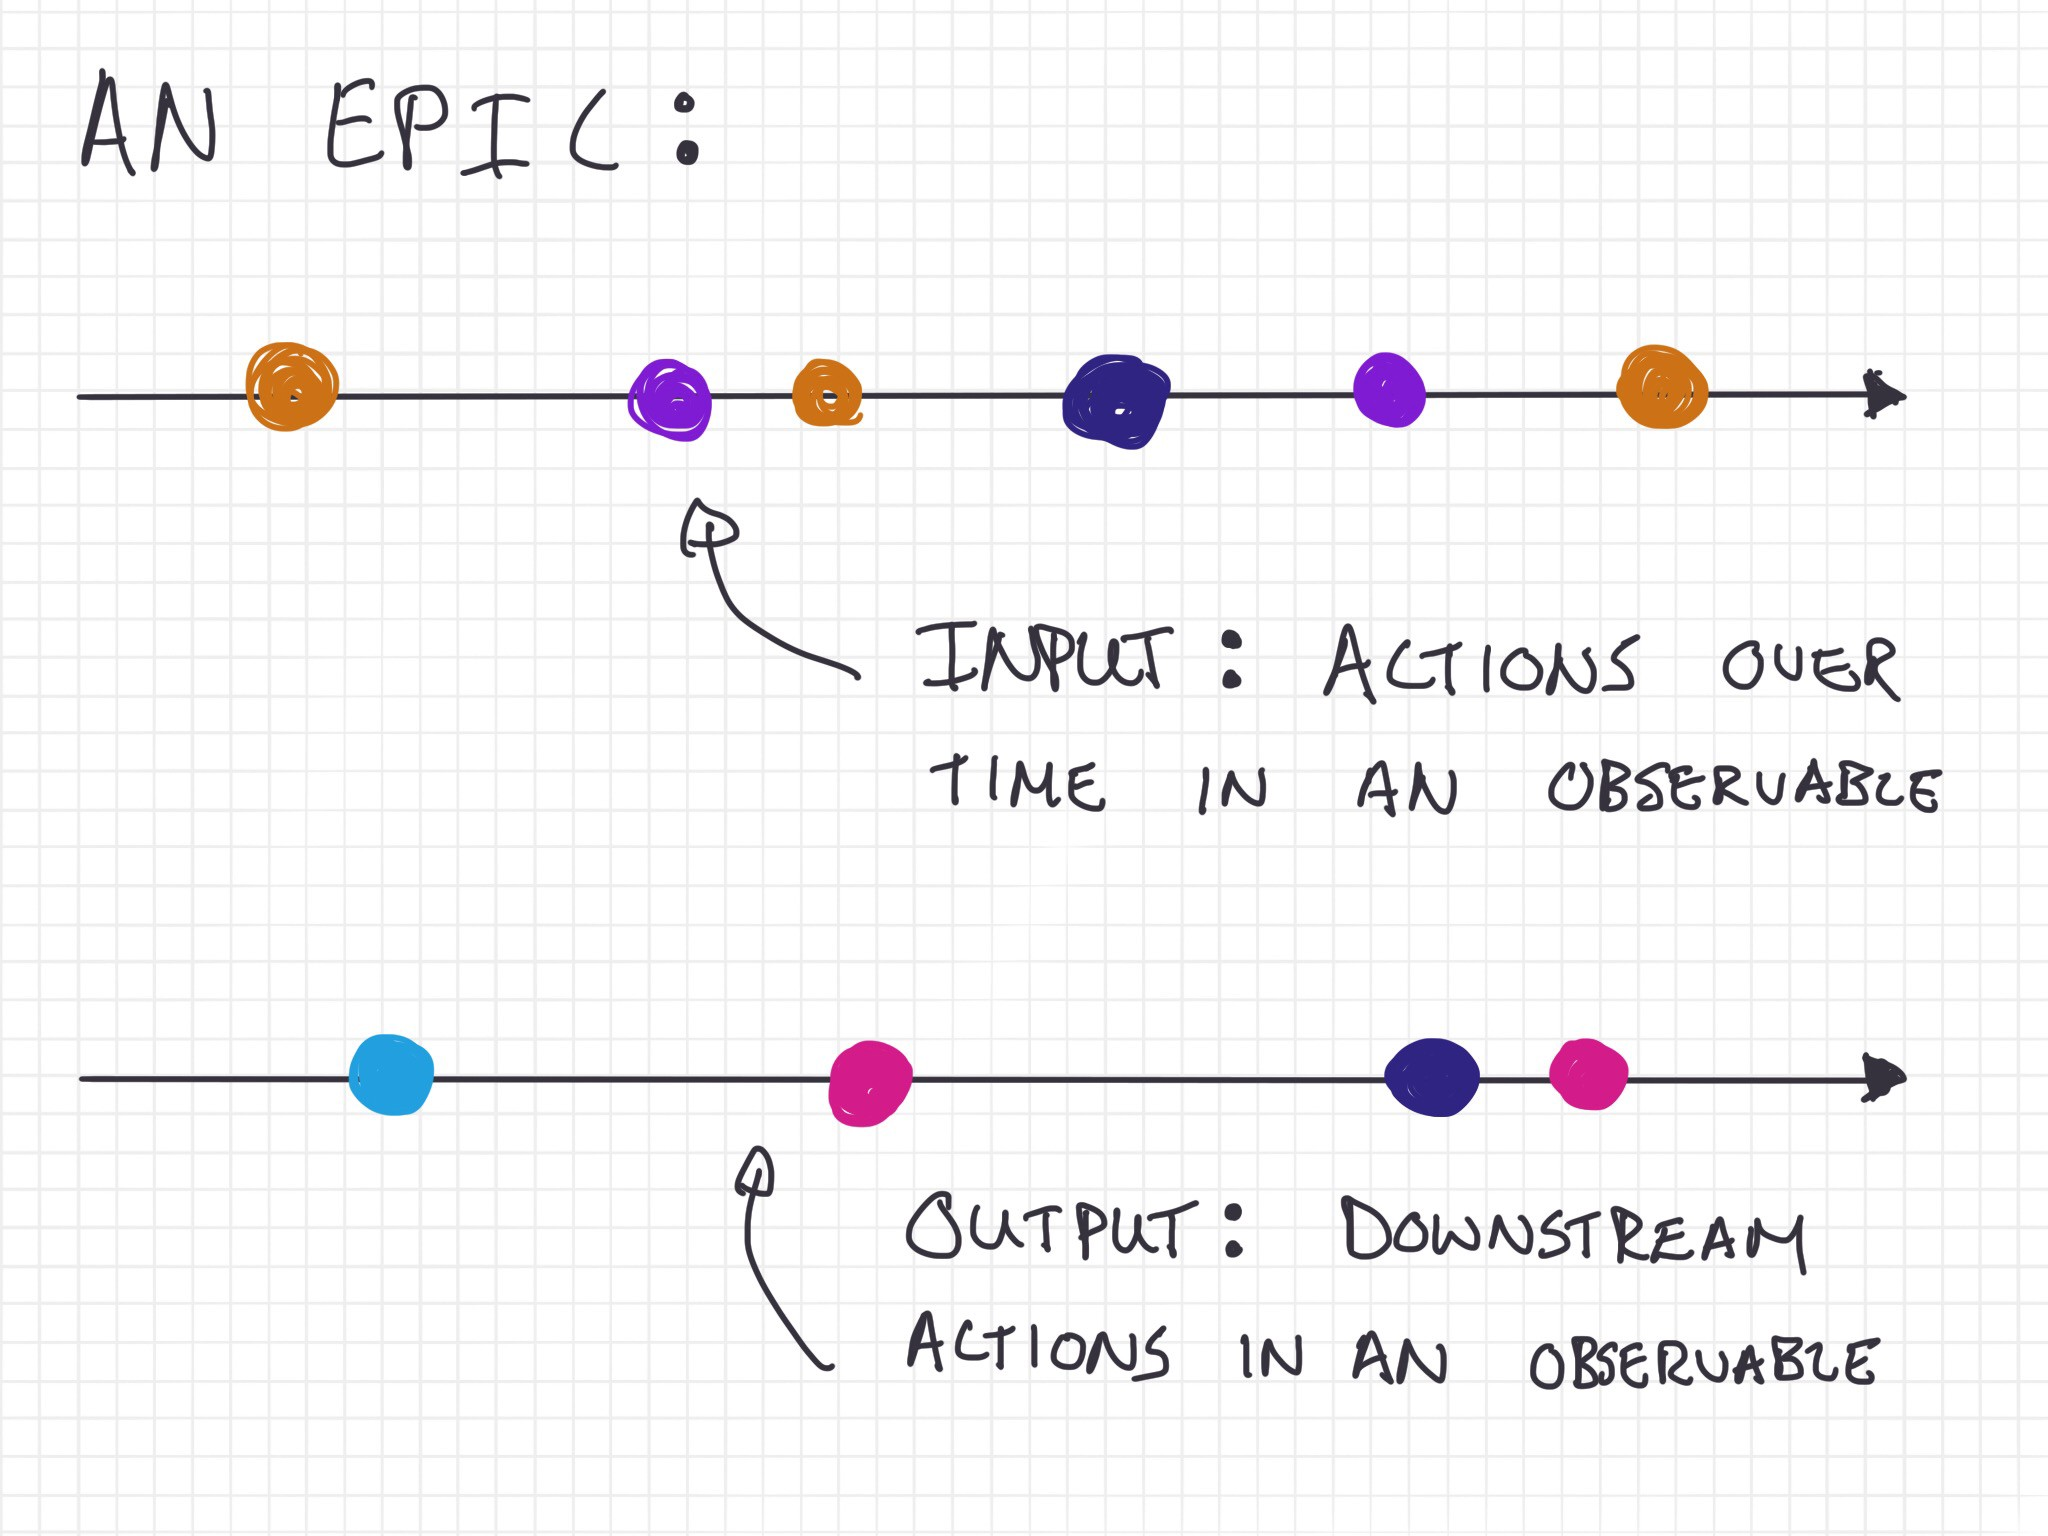 AN EPIC:
INPUT: ACTIONS OVER
TIME IN AN OBSERVABLE
OUTPUT: DOWNSTREAM
ACTIONS IN AN OBSERVABLE